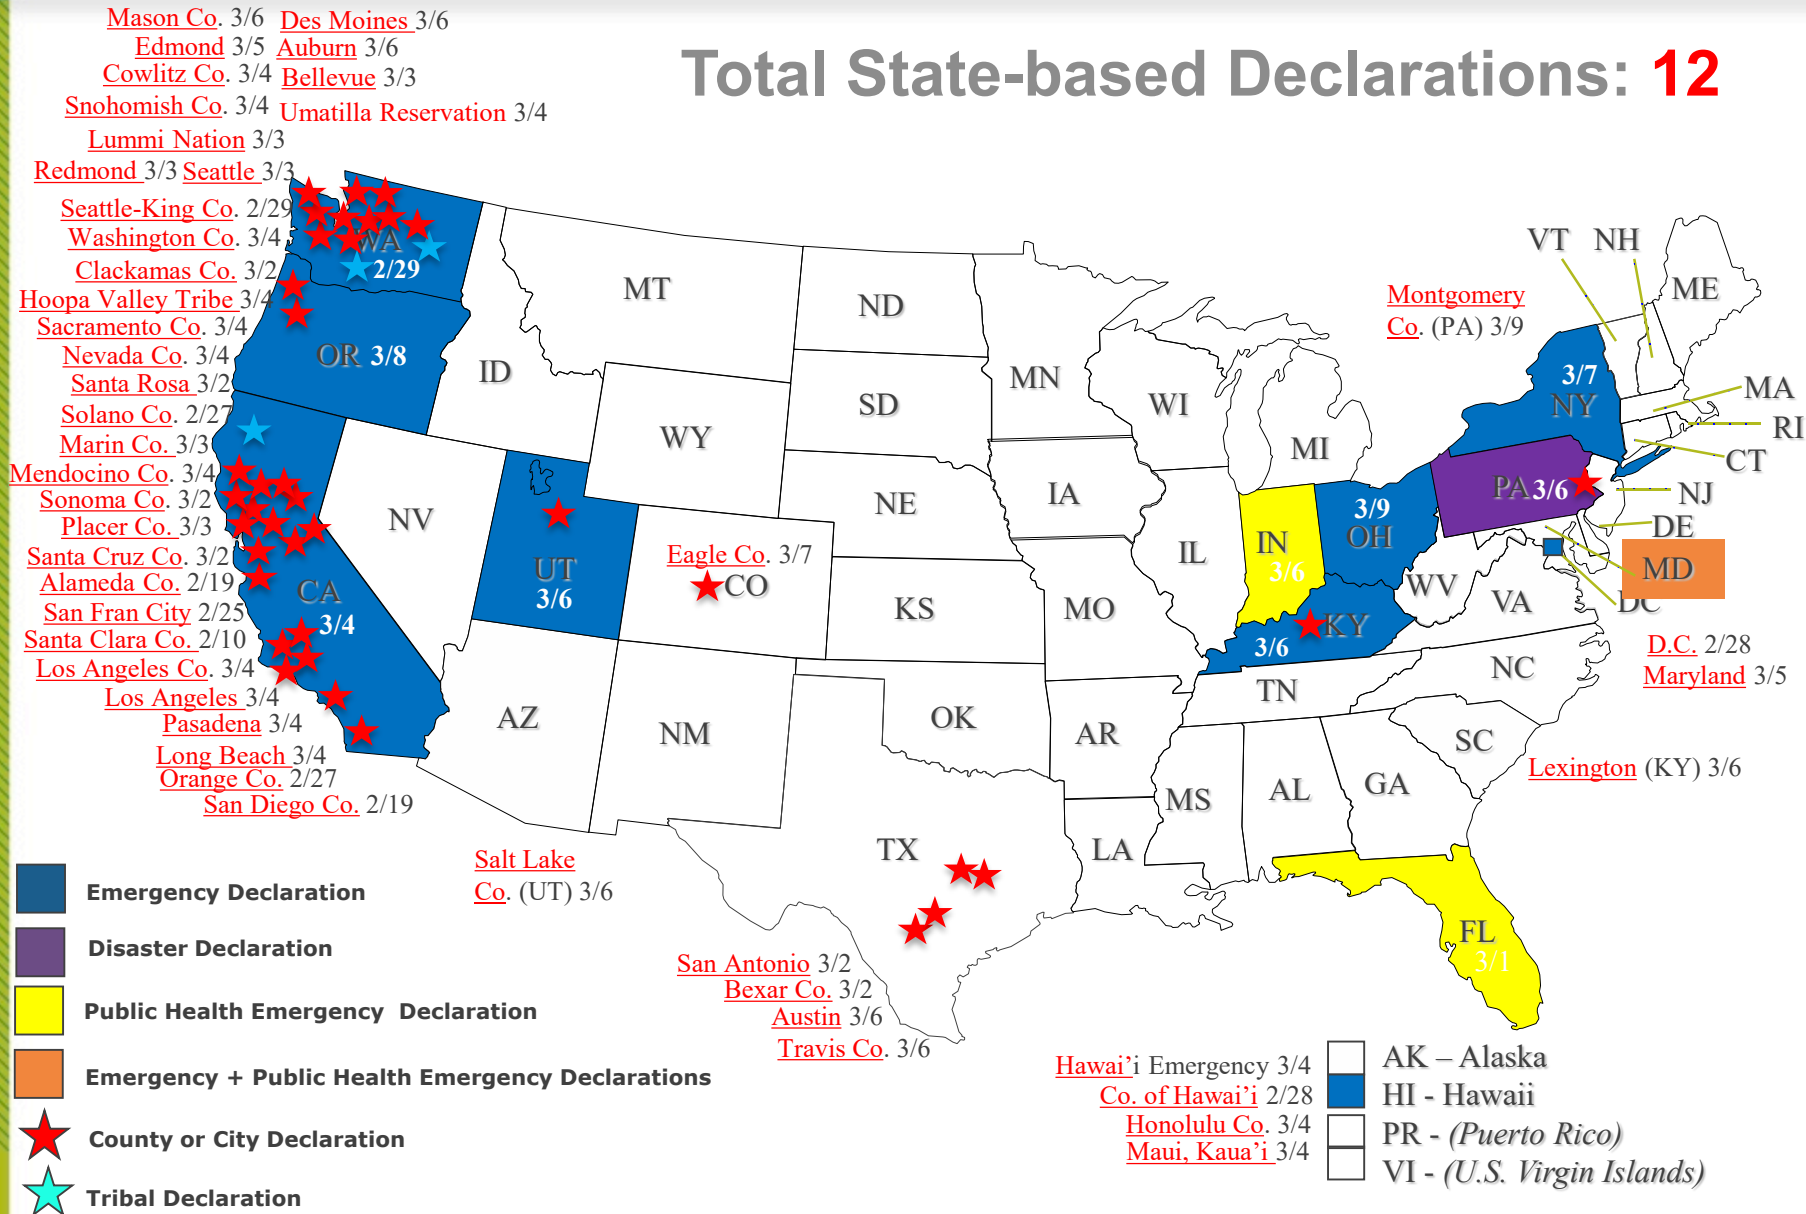 Total State-based Declarations: 12
Mason Co. 3/6 Des Moines 3/6
Edmond 3/5 Auburn 3/6
Cowlitz Co. 3/4 Bellevue 3/3
Snohomish Co. 3/4 Umatilla Reservation 3/4
Lummi Nation 3/3
Redmond 3/3 Seattle 3/3
Seattle-King Co. 2/29
Washington Co. 3/4
Clackamas Co. 3/2
Hoopa Valley Tribe 3/4
Sacramento Co. 3/4
Nevada Co. 3/4
Santa Rosa 3/2
Solano Co. 2/27
Marin Co. 3/3
Mendocino Co. 3/4
Sonoma Co. 3/2
Placer Co. 3/3
Santa Cruz Co. 3/2
Alameda Co. 2/19
San Fran City 2/25
Santa Clara Co. 2/10
Los Angeles Co. 3/4
Los Angeles 3/4
Pasadena 3/4
Long Beach 3/4
Orange Co. 2/27
San Diego Co. 2/19
WA
2/29
OR 3/8
CA
3/4
ID
NV
MT
WY
UT
3/6
AZ
Eagle Co. 3/7
CO
NM
ND
SD
NE
KS
OK
TX
MN
IA
MO
AR
LA
WI
IL
MI
IN
3/6
3/9
OH
KY
3/6
TN
MS
AL
GA
FL
3/1
SC
NC
VA
WV
PA 3/6
3/7
NY
VT
NH
ME
MA
RI
CT
NJ
DE
MD
DC
Montgomery
Co. (PA) 3/9
D.C. 2/28
Maryland 3/5
Lexington (KY) 3/6
Salt Lake
Co. (UT) 3/6
San Antonio 3/2
Bexar Co. 3/2
Austin 3/6
Travis Co. 3/6
Hawai’i Emergency 3/4
Co. of Hawai’i 2/28
Honolulu Co. 3/4
Maui, Kaua’i 3/4
AK – Alaska
HI - Hawaii
PR - (Puerto Rico)
VI - (U.S. Virgin Islands)
Emergency Declaration
Disaster Declaration
Public Health Emergency Declaration
Emergency + Public Health Emergency Declarations
County or City Declaration
Tribal Declaration